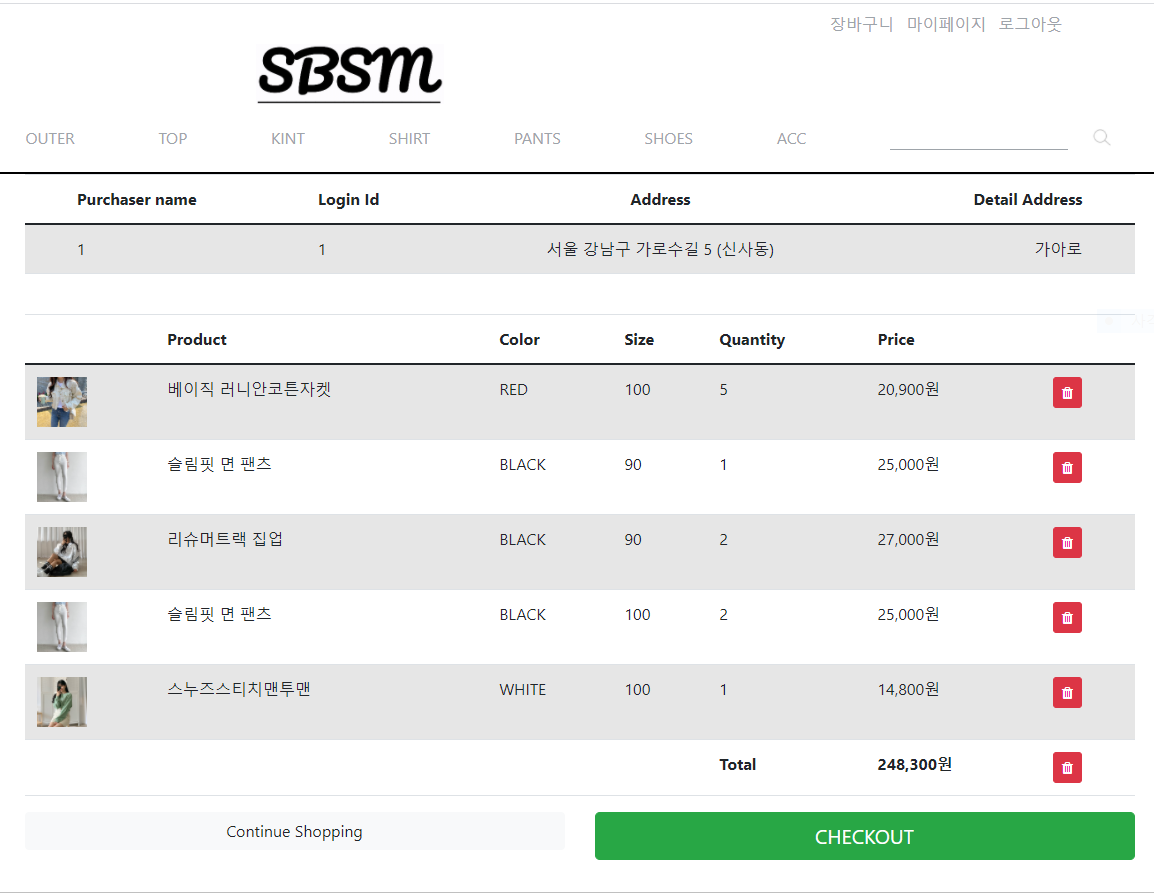 장바구니 마이페이지 로그아웃
SBSM
OUTER TOP KINT SHIRT PANTS SHOES ACC
Purchaser name Login Id Address Detail Address
1 1 서울 강남구 가로수길 5 (신사동) 가아로
Product Color Size Quantity Price
베이직 러니안코튼자켓 RED 100 5 20,900원
슬림핏 면 팬츠 BLACK 90 1 25,000원
리슈머트랙 집업 BLACK 90 2 27,000원
슬림핏 면 팬츠 BLACK 100 2 25,000원
스누즈스티치맨투맨 WHITE 100 1 14,800원
Total 248,300원
Continue Shopping CHECKOUT